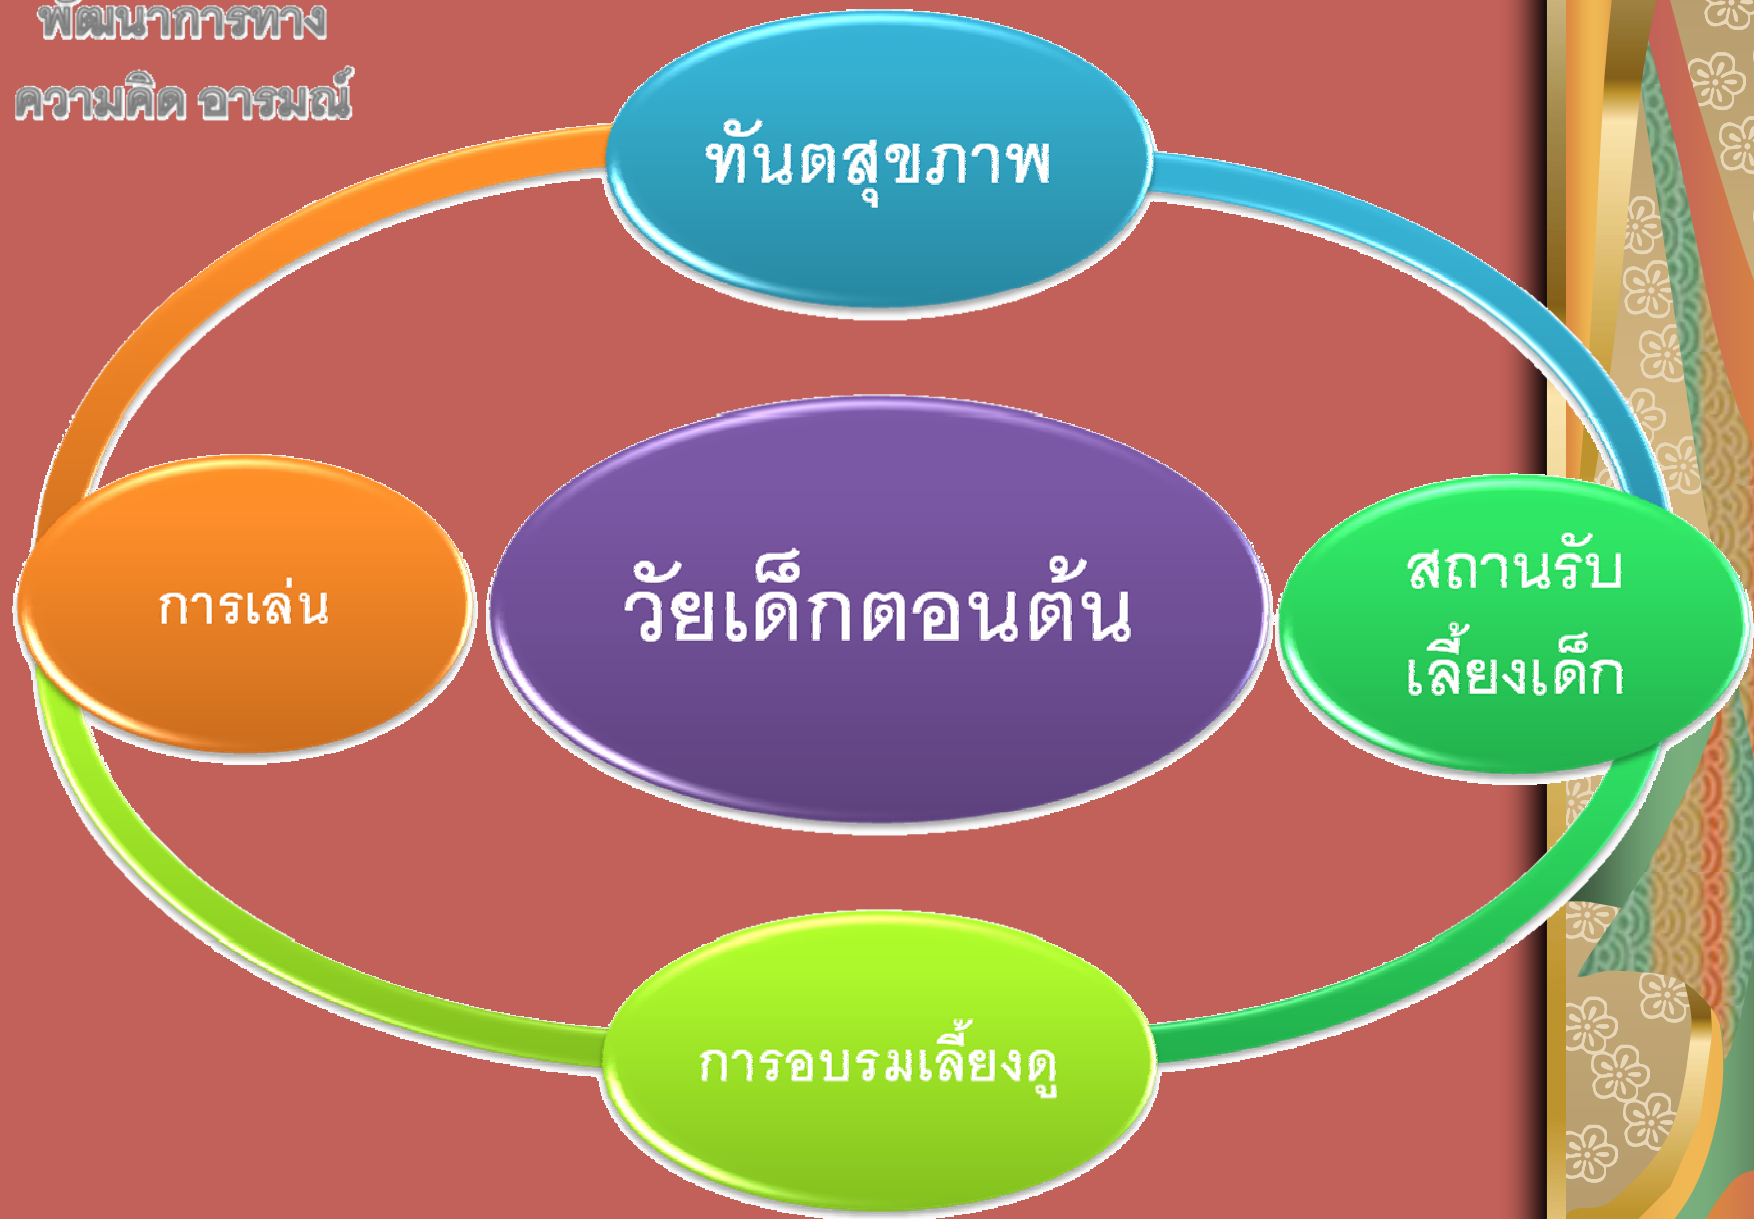 พัฒนาการทาง
ความคิด อารมณ์
ทันตสุขภาพ
การเล่น
วัยเด็กตอนต้น
สถานรับ
เลี้ยงเด็ก
การอบรมเลี้ยงดู